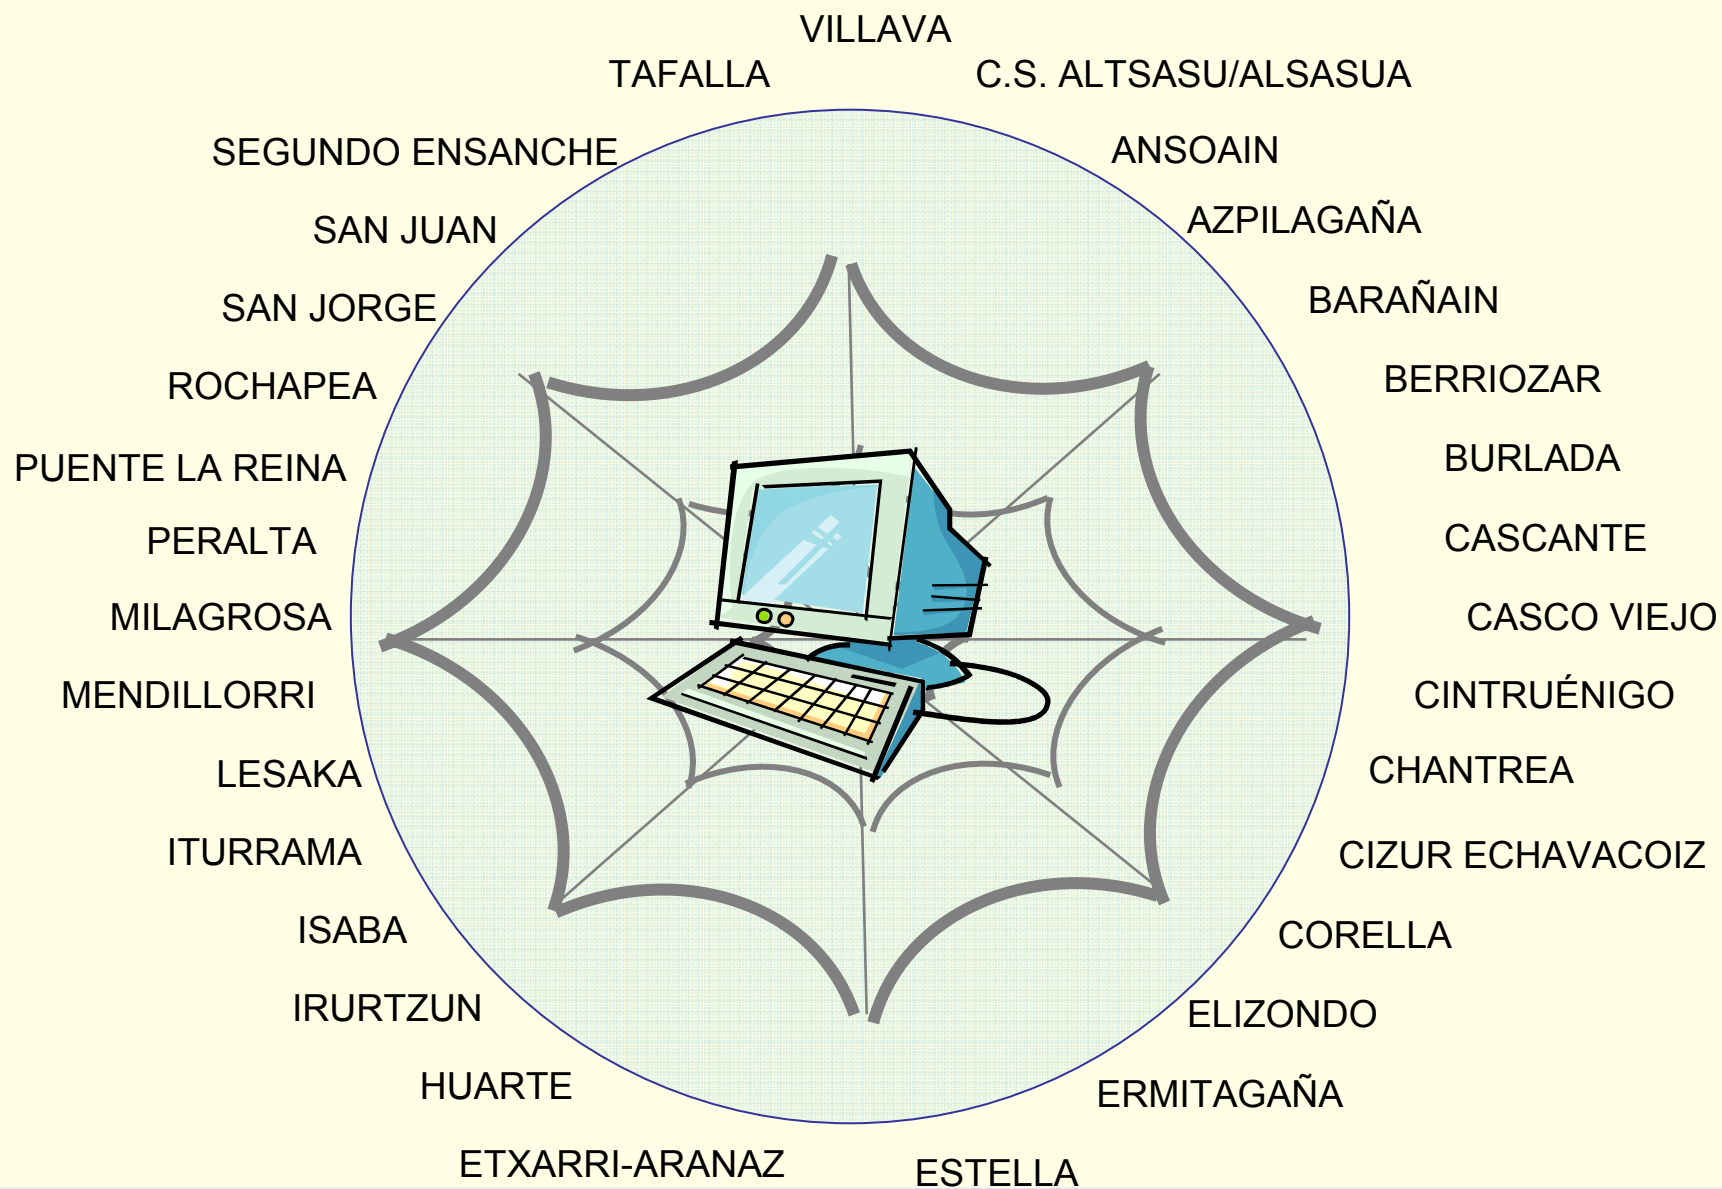 VILLAVA
TAFALLA
C.S. ALTSASU/ALSASUA
SEGUNDO ENSANCHE
ANSOAIN
SAN JUAN
AZPILAGAÑA
SAN JORGE
BARAÑAIN
ROCHAPEA
BERRIOZAR
PUENTE LA REINA
BURLADA
PERALTA
CASCANTE
MILAGROSA
CASCO VIEJO
MENDILLORRI
CINTRUÉNIGO
LESAKA
CHANTREA
ITURRAMA
CIZUR ECHAVACOIZ
ISABA
CORELLA
IRURTZUN
ELIZONDO
HUARTE
ERMITAGAÑA
ETXARRI-ARANAZ
ESTELLA